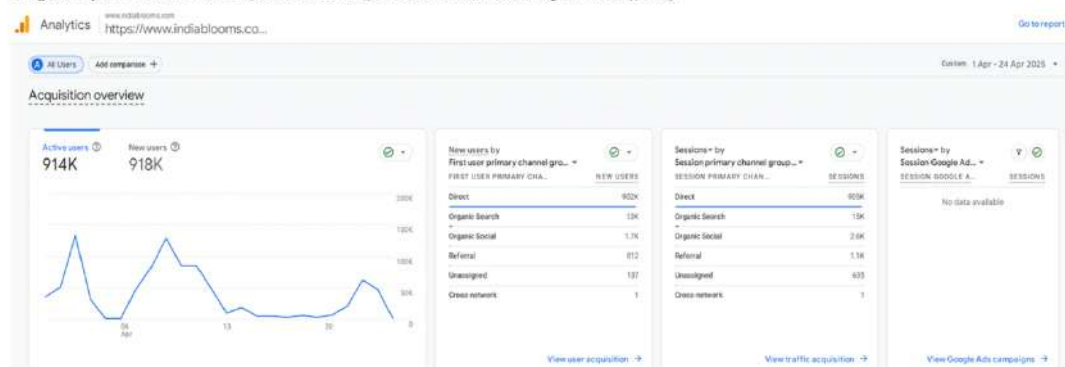 www.indiablooms.com
Analytics
https://www.indiablooms.co...
Go to report
All Users
Add comparison +
Custom 1 Apr - 24 Apr 2025
Acquisition overview
Active users
914K
New users
918K
200K
150K
100K
50K
0
06
Apr
13
20
New users by
First user primary channel gro...
FIRST USER PRIMARY CHA... NEW USERS
Direct 902K
Organic Search 13K
Organic Social 1.7K
Referral 812
Unassigned 137
Cross-network 1
View user acquisition →
Sessions by
Session primary channel group...
SESSION PRIMARY CHAN... SESSIONS
Direct 905K
Organic Search 15K
Organic Social 2.6K
Referral 1.1K
Unassigned 635
Cross-network 1
View traffic acquisition →
Sessions by
Session Google Ad...
SESSION GOOGLE A... SESSIONS
No data available
View Google Ads campaigns →